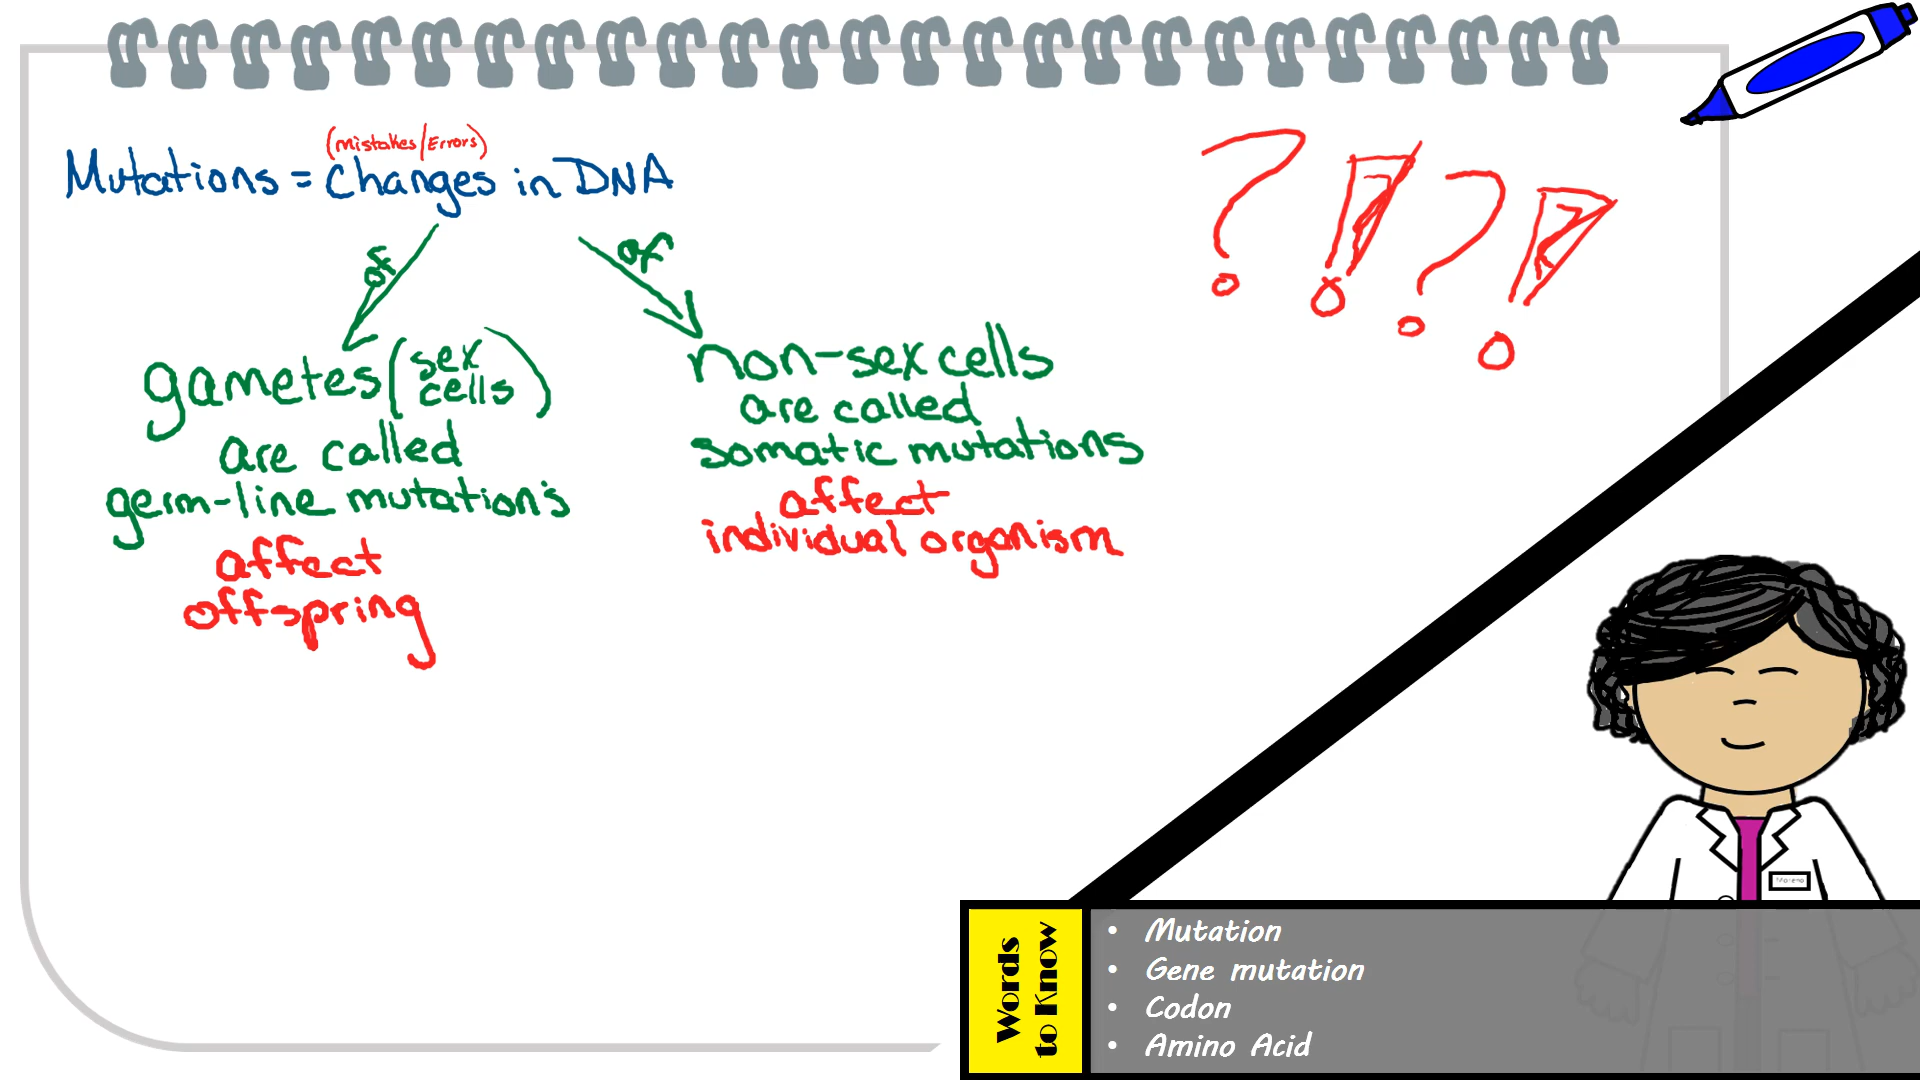 (mistakes/Errors)
Mutations = Changes in DNA
of
of
gametes (sex cells)
are called
germ-line mutations
affect
offspring
non-sex cells
are called
somatic mutations
affect
individual organism
? ! ? !
Words
to Know
• Mutation
• Gene mutation
• Codon
• Amino Acid